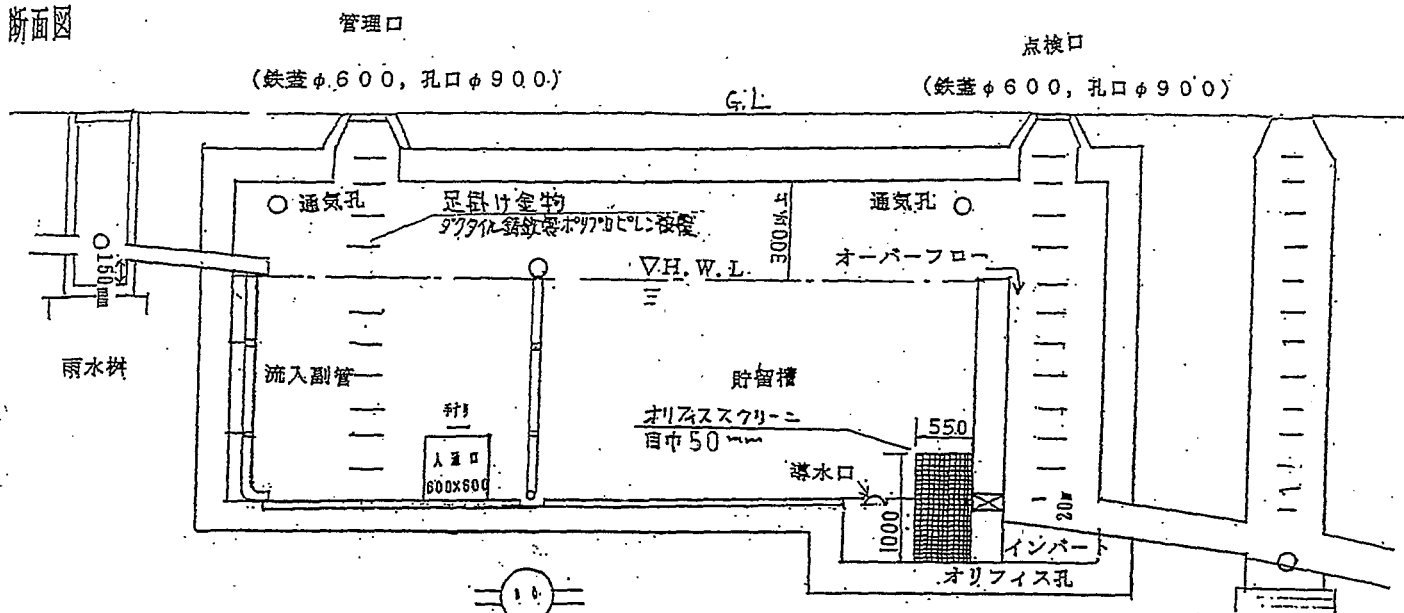 断面図
管理口
(鉄蓋φ600, 孔口φ900)
点検口
(鉄蓋φ600, 孔口φ900)
G.L
通気孔
足掛け金物
ダクタイル鋳鉄製ポリプロピレン被覆
300以上
通気孔
オーバーフロー
▽H.W.L.
150mm
雨水桝
流入副管
貯留槽
オリフィススクリーン
目巾50mm
550
手すり
人通口
600×600
導水口
1000
インバート
オリフィス孔